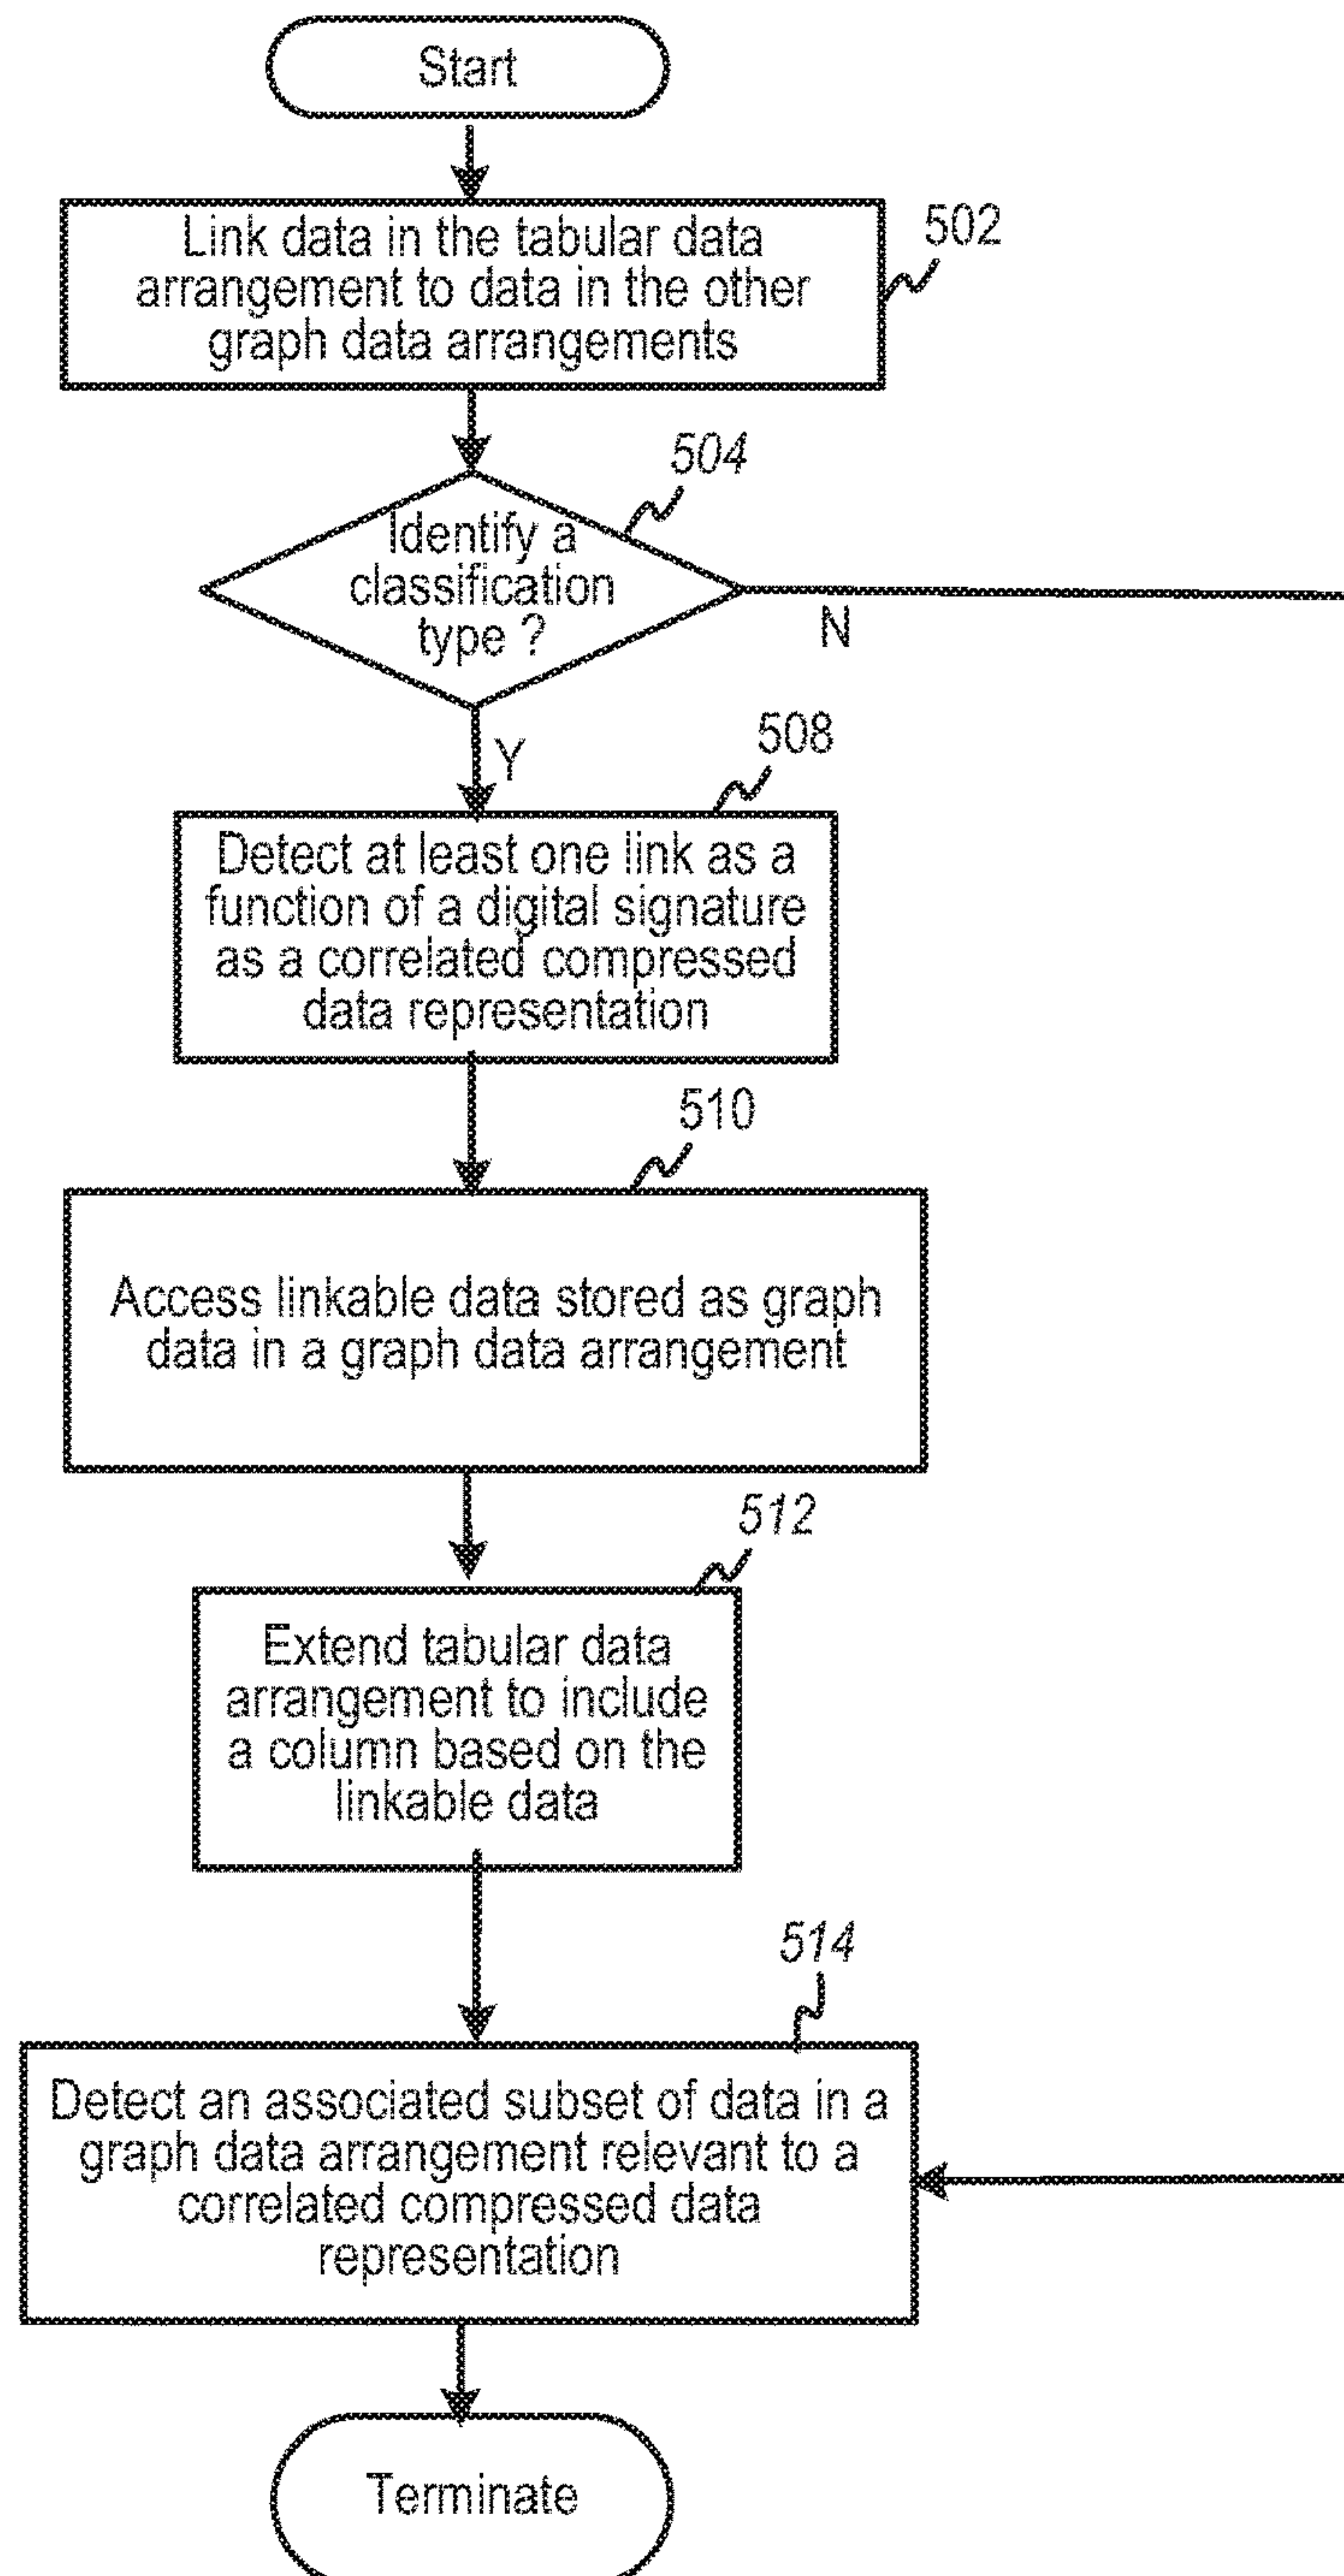 Start
Link data in the tabular data
arrangement to data in the other
graph data arrangements
502
504
Identify a
classification
type ?
N
Y
508
Detect at least one link as a
function of a digital signature
as a correlated compressed
data representation
510
Access linkable data stored as graph
data in a graph data arrangement
512
Extend tabular data
arrangement to include
a column based on the
linkable data
514
Detect an associated subset of data in a
graph data arrangement relevant to a
correlated compressed data
representation
Terminate